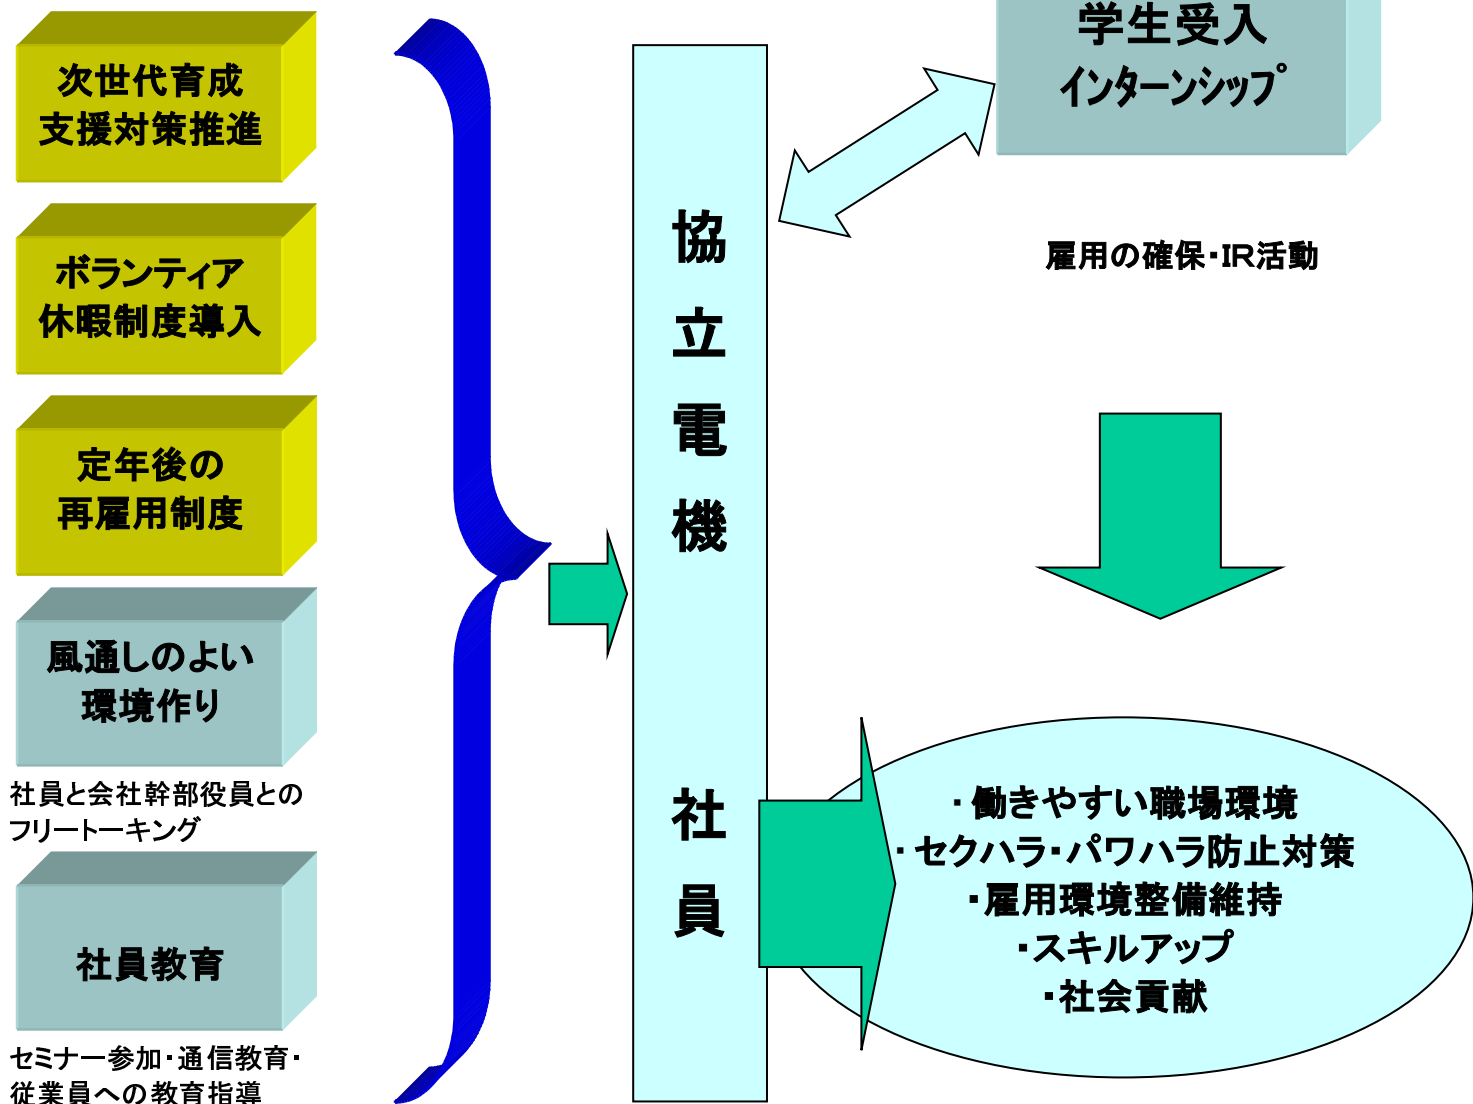 次世代育成
支援対策推進
ボランティア
休暇制度導入
定年後の
再雇用制度
風通しのよい
環境作り
社員と会社幹部役員との
フリートーキング
社員教育
セミナー参加・通信教育・
従業員への教育指導
協立電機 社員
学生受入
インターンシップ
雇用の確保・IR活動
・働きやすい職場環境
・セクハラ・パワハラ防止対策
・雇用環境整備維持
・スキルアップ
・社会貢献